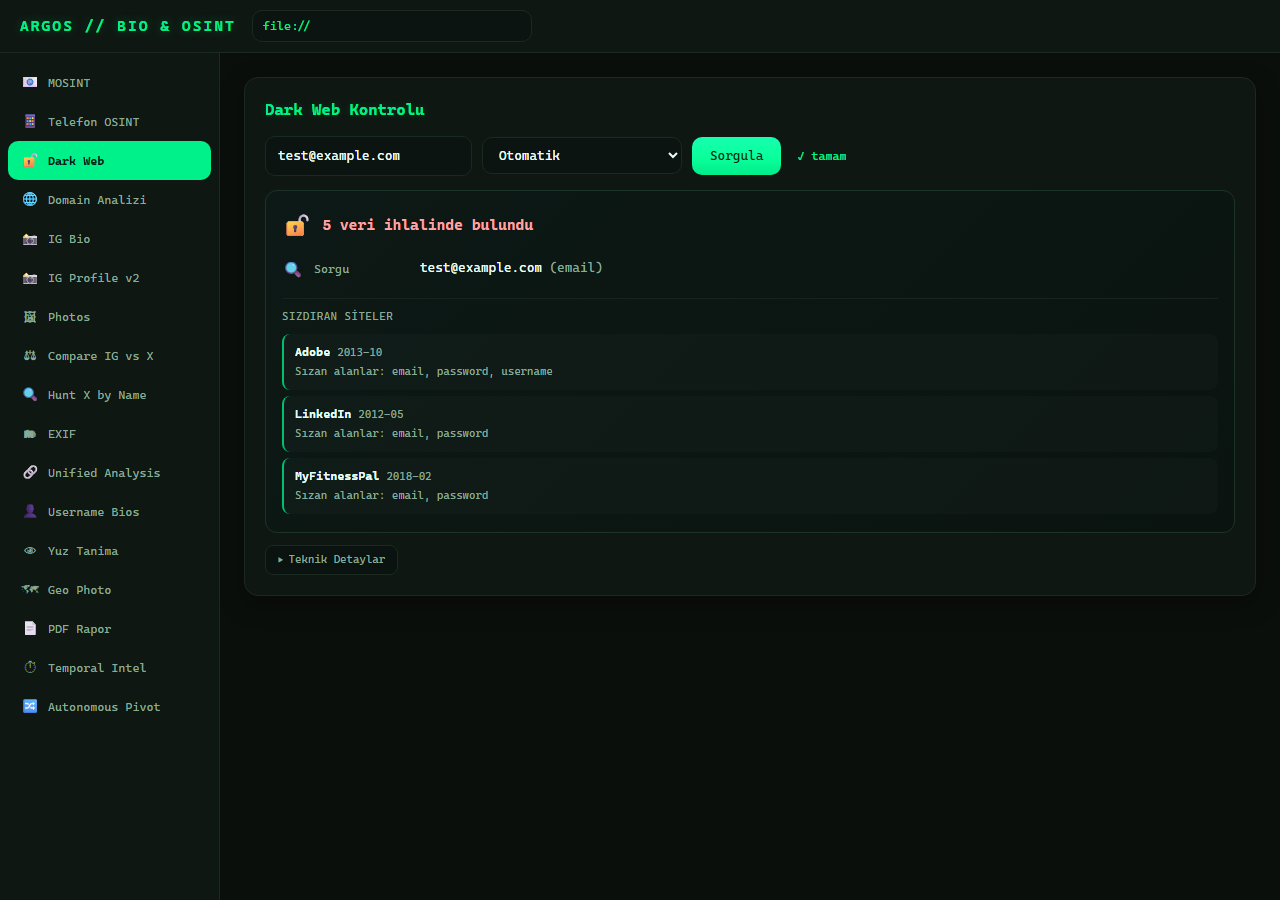 ARGOS // BIO & OSINT
file://
MOSINT
Telefon OSINT
Dark Web
Domain Analizi
IG Bio
IG Profile v2
Photos
Compare IG vs X
Hunt X by Name
EXIF
Unified Analysis
Username Bios
Yuz Tanima
Geo Photo
PDF Rapor
Temporal Intel
Autonomous Pivot
Dark Web Kontrolu
test@example.com
Otomatik
Sorgula
✓ tamam
5 veri ihlalinde bulundu
Sorgu test@example.com (email)
SIZDIRAN SİTELER
Adobe 2013-10
Sızan alanlar: email, password, username
LinkedIn 2012-05
Sızan alanlar: email, password
MyFitnessPal 2018-02
Sızan alanlar: email, password
▸ Teknik Detaylar